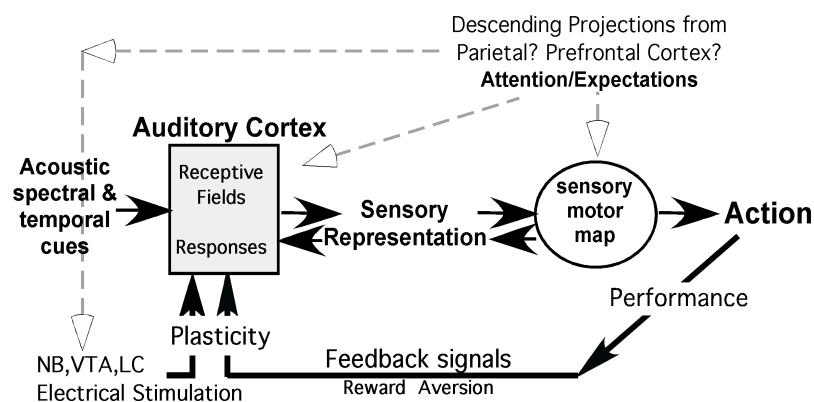 Descending Projections from
Parietal? Prefrontal Cortex?
Attention/Expectations
Auditory Cortex
Acoustic
spectral &
temporal
cues
Receptive
Fields
Responses
Sensory
Representation
sensory
motor
map
Action
Performance
Plasticity
Feedback signals
Reward Aversion
NB,VTA,LC
Electrical Stimulation